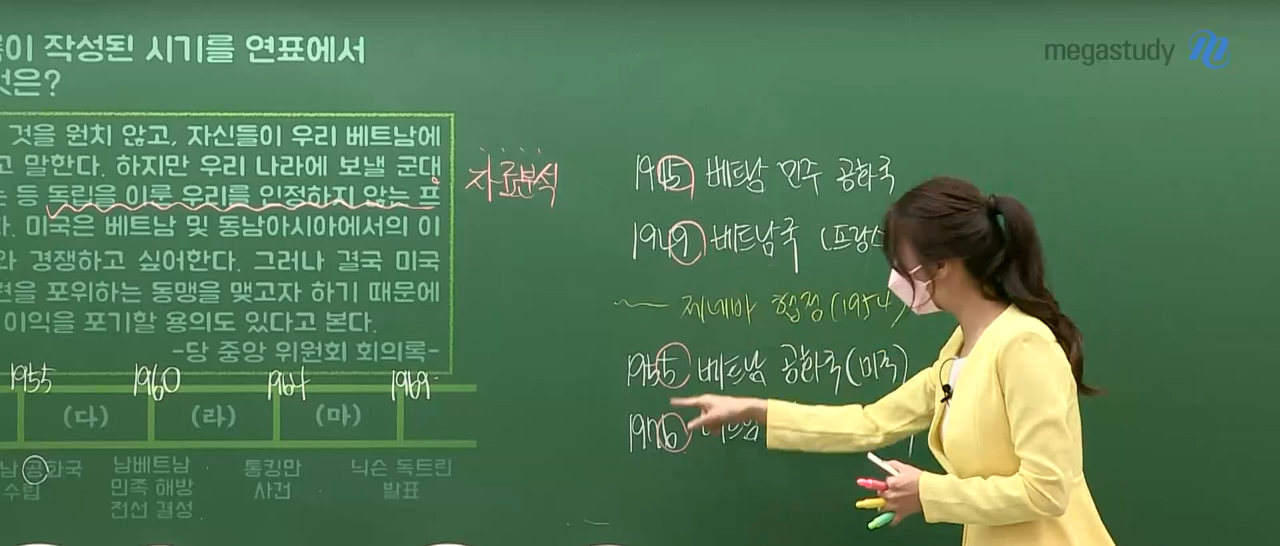 이 작성된 시기를 연표에서
것은?
megastudy
것을 원치 않고, 자신들이 우리 베트남에
고 말한다. 하지만 우리 나라에 보낼 군대
는 등 독립을 이룬 우리를 인정하지 않는 프
다. 미국은 베트남 및 동남아시아에서의 이
와 경쟁하고 싶어한다. 그러나 결국 미국
련을 포위하는 동맹을 맺고자 하기 때문에
이익을 포기할 용의도 있다고 본다.
-당 중앙 위원회 회의록-
자료분석
1945 베트남 민주 공화국
1949 베트남국 (프랑스
제네바 협정 (1954)
1955 베트남 공화국 (미국)
1976 베트남
1955 1960 1964 1969
(다) (라) (마)
남 공화국
수립
남베트남
민족 해방
전선 결성
통킹만
사건
닉슨 독트린
발표